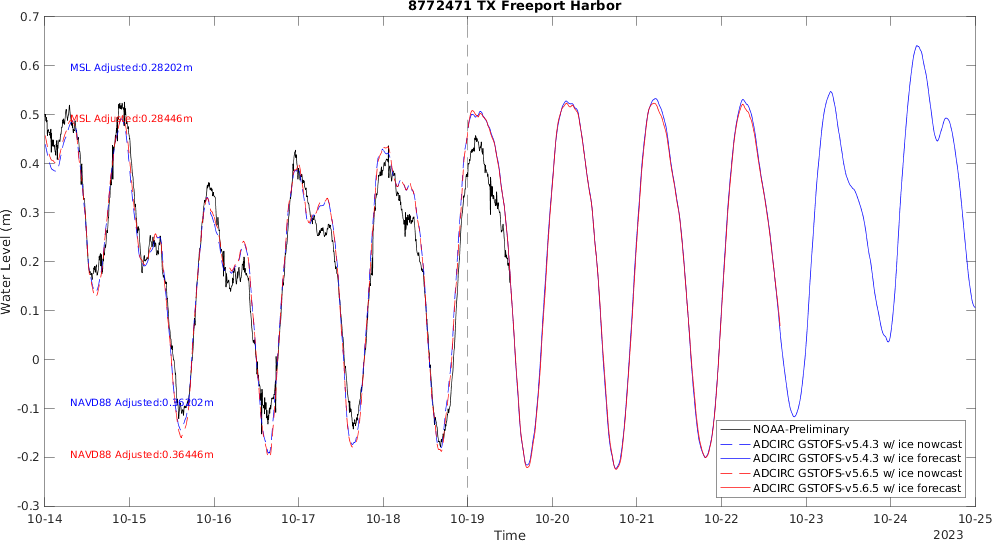 8772471 TX Freeport Harbor
0.7
0.6
0.5
0.4
0.3
0.2
0.1
0
-0.1
-0.2
-0.3
Water Level (m)
MSL Adjusted:0.28202m
MSL Adjusted:0.28446m
NAVD88 Adjusted:0.36202m
NAVD88 Adjusted:0.36446m
NOAA-Preliminary
ADCIRC GSTOFS-v5.4.3 w/ ice nowcast
ADCIRC GSTOFS-v5.4.3 w/ ice forecast
ADCIRC GSTOFS-v5.6.5 w/ ice nowcast
ADCIRC GSTOFS-v5.6.5 w/ ice forecast
10-14 10-15 10-16 10-17 10-18 10-19 10-20 10-21 10-22 10-23 10-24 10-25
Time
2023